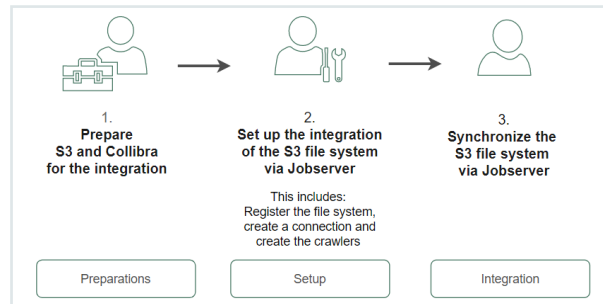 1.
Prepare
S3 and Collibra
for the integration
2.
Set up the integration
of the S3 file system
via Jobserver
This includes:
Register the file system,
create a connection and
create the crawlers
3.
Synchronize the
S3 file system
via Jobserver
Preparations
Setup
Integration